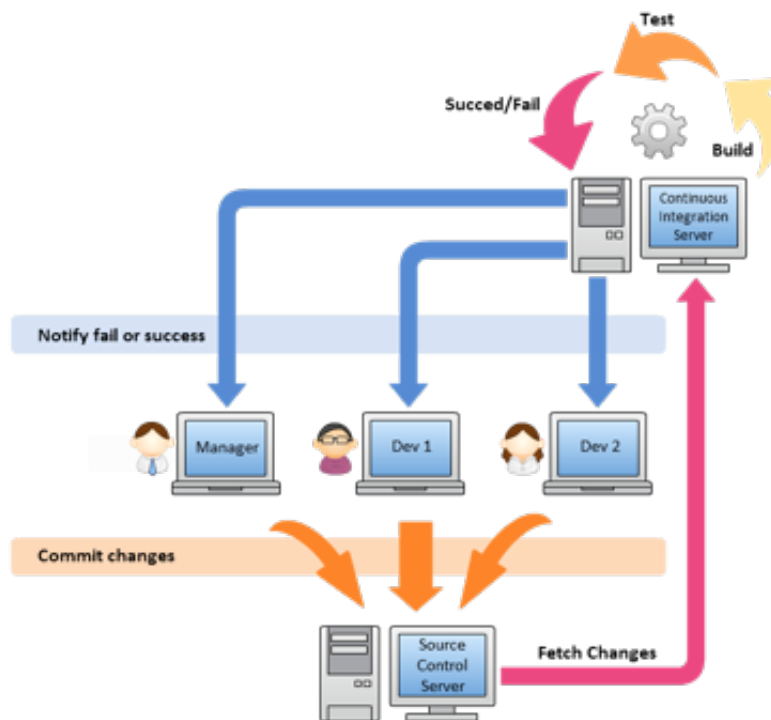 Test
Succed/Fail
Build
Continuous
Integration
Server
Notify fail or success
Manager
Dev 1
Dev 2
Commit changes
Source
Control
Server
Fetch Changes